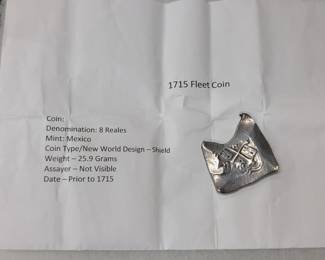 1715 Fleet Coin
Coin:
Denomination: 8 Reales
Mint: Mexico
Coin Type/New World Design – Shield
Weight – 25.9 Grams
Assayer – Not Visible
Date – Prior to 1715